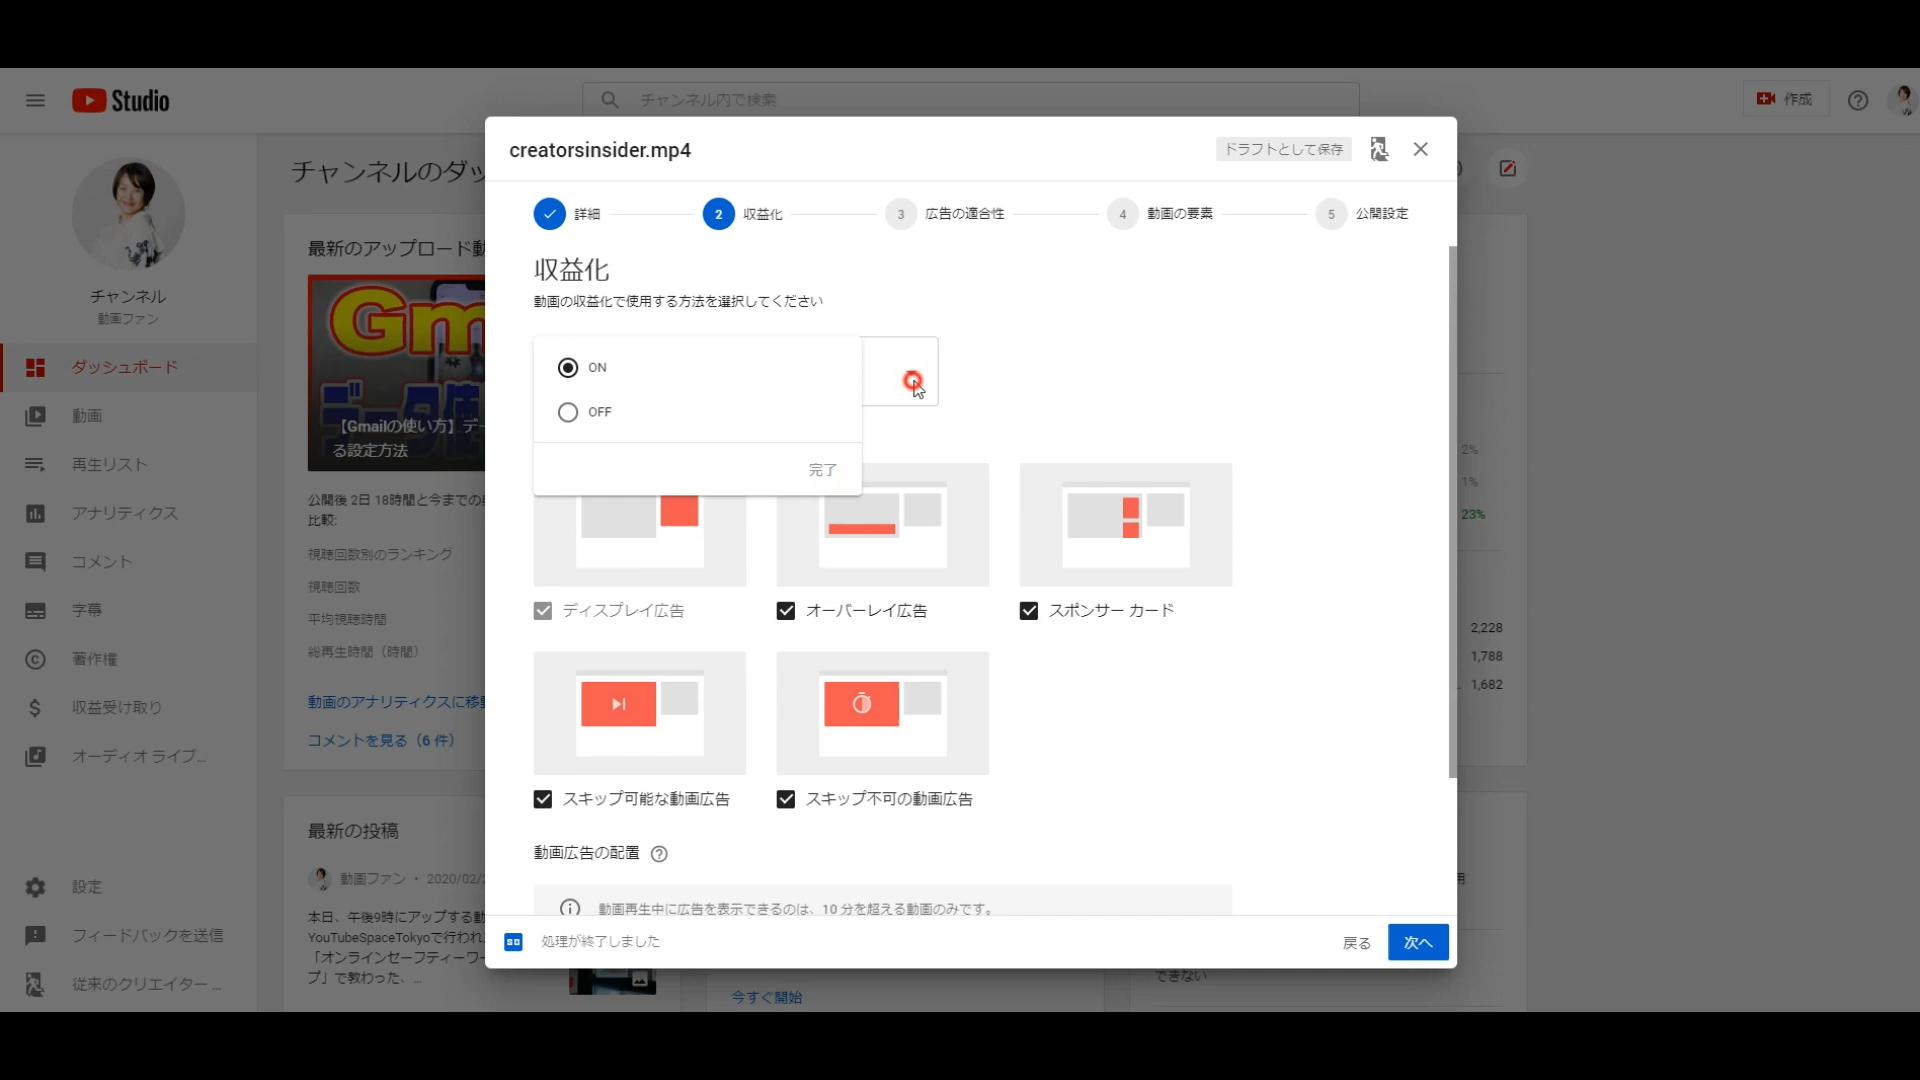 Studio
チャンネル内で検索
作成
チャンネル
動画ファン
ダッシュボード
動画
再生リスト
アナリティクス
コメント
字幕
著作権
収益受け取り
オーディオ ライブ...
設定
フィードバックを送信
従来のクリエイター ...
チャンネルのダッ
最新のアップロード動
Gm
データ使
【Gmailの使い方】デー
る設定方法
公開後 2日 18時間と今までの
比較:
視聴回数別のランキング
視聴回数
平均視聴時間
総再生時間（時間）
動画のアナリティクスに移動
コメントを見る（6 件）
最新の投稿
動画ファン ・ 2020/02/2
本日、午後9時にアップする動
YouTubeSpaceTokyoで行われ
「オンラインセーフティーワー
プ」で教わった、...
creatorsinsider.mp4
ドラフトとして保存
詳細
2 収益化
3 広告の適合性
4 動画の要素
5 公開設定
収益化
動画の収益化で使用する方法を選択してください
ON
OFF
完了
ディスプレイ広告
オーバーレイ広告
スポンサー カード
スキップ可能な動画広告
スキップ不可の動画広告
動画広告の配置
動画再生中に広告を表示できるのは、10 分を超える動画のみです。
SD 処理が終了しました
戻る
次へ
2%
1%
23%
2,228
1,788
1,682
用
できない
今すぐ開始